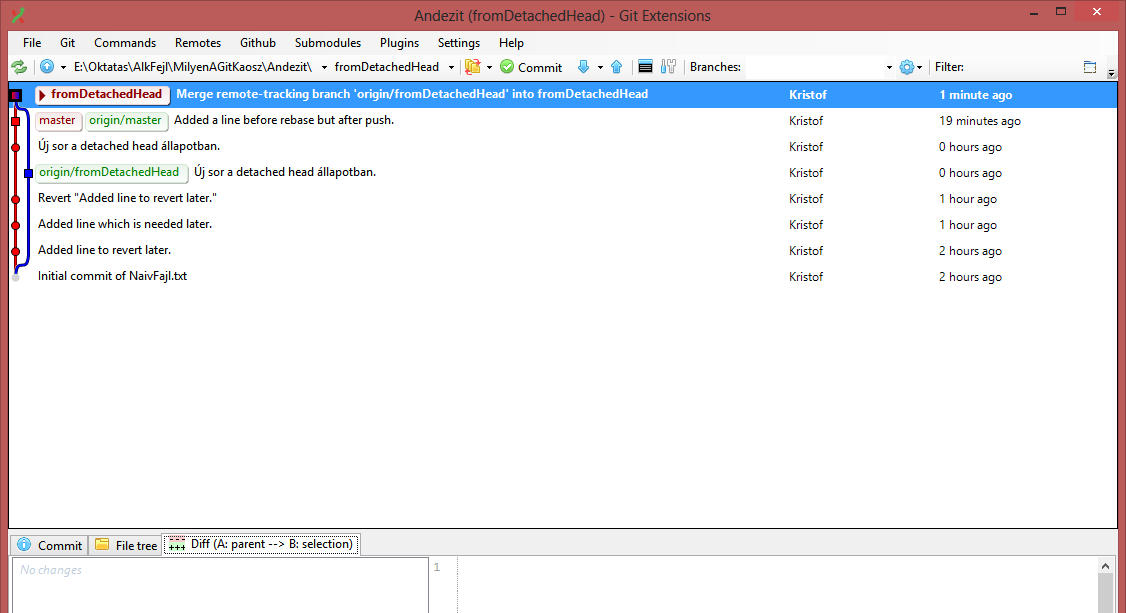 Andezit (fromDetachedHead) - Git Extensions
File Git Commands Remotes Github Submodules Plugins Settings Help
E:\Oktatas\AlkFejl\MilyenAGitKaosz\Andezit\ fromDetachedHead Commit Branches: Filter:
fromDetachedHead Merge remote-tracking branch 'origin/fromDetachedHead' into fromDetachedHead Kristof 1 minute ago
master origin/master Added a line before rebase but after push. Kristof 19 minutes ago
Új sor a detached head állapotban. Kristof 0 hours ago
origin/fromDetachedHead Új sor a detached head állapotban. Kristof 0 hours ago
Revert "Added line to revert later." Kristof 1 hour ago
Added line which is needed later. Kristof 1 hour ago
Added line to revert later. Kristof 2 hours ago
Initial commit of NaivFajl.txt Kristof 2 hours ago
Commit File tree Diff (A: parent --> B: selection)
No changes 1